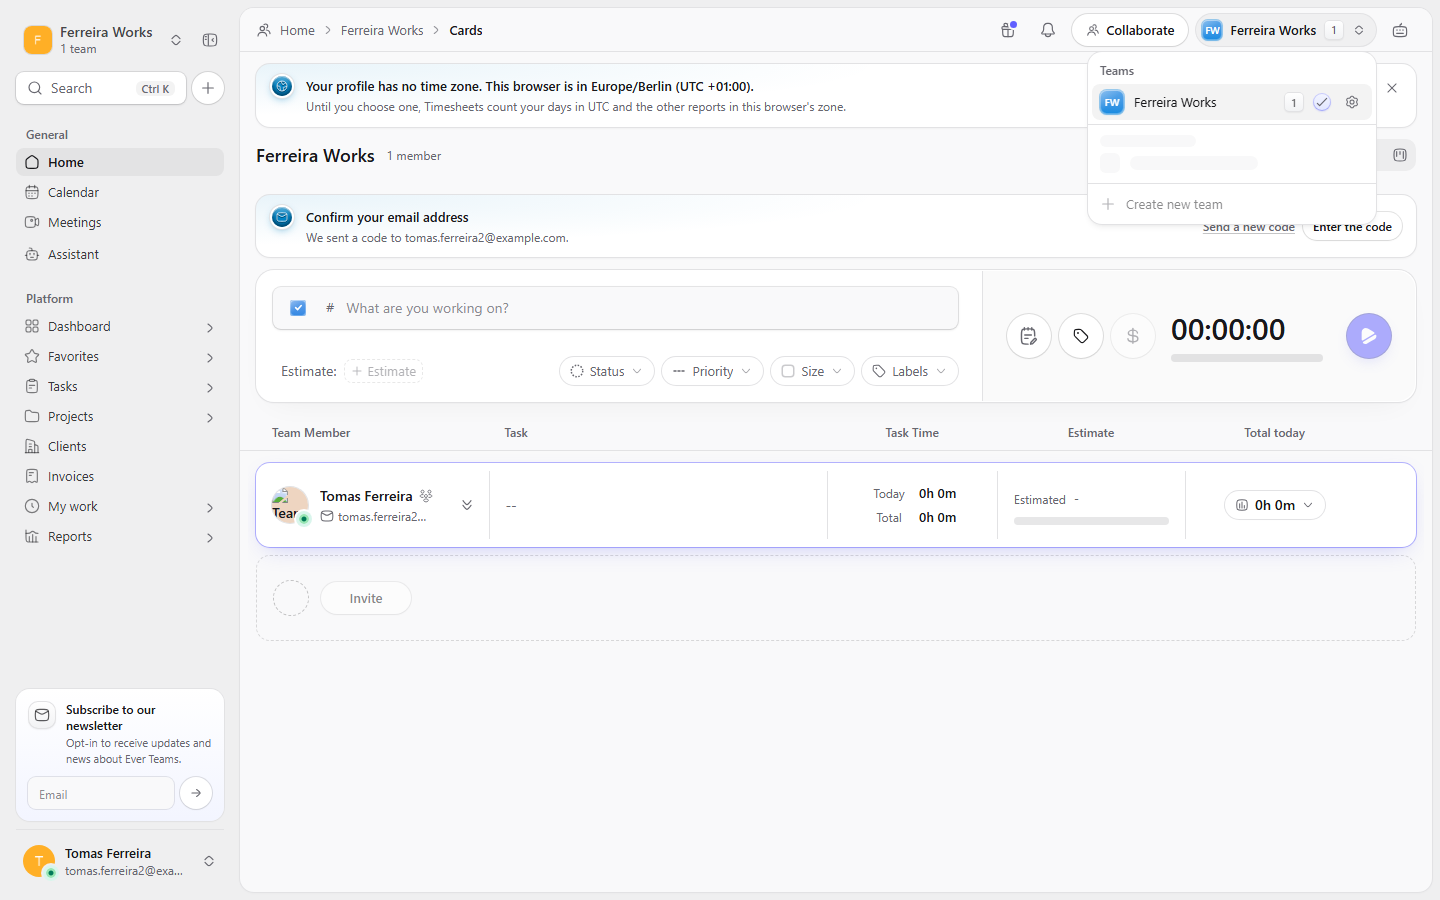 F
Ferreira Works
1 team
Search
Ctrl K
General
Home
Calendar
Meetings
Assistant
Platform
Dashboard
Favorites
Tasks
Projects
Clients
Invoices
My work
Reports
Subscribe to our
newsletter
Opt-in to receive updates and
news about Ever Teams.
Email
T
Tomas Ferreira
tomas.ferreira2@exa...
Home
Ferreira Works
Cards
Collaborate
FW
Ferreira Works
1
Teams
FW
Ferreira Works
1
Create new team
Your profile has no time zone. This browser is in Europe/Berlin (UTC +01:00).
Until you choose one, Timesheets count your days in UTC and the other reports in this browser's zone.
Ferreira Works
1 member
Confirm your email address
We sent a code to tomas.ferreira2@example.com.
Send a new code
Enter the code
# What are you working on?
Estimate:
+ Estimate
Status
Priority
Size
Labels
$
00:00:00
Team Member
Task
Task Time
Estimate
Total today
Tear
Tomas Ferreira
tomas.ferreira2...
--
Today 0h 0m
Total 0h 0m
Estimated -
0h 0m
Invite